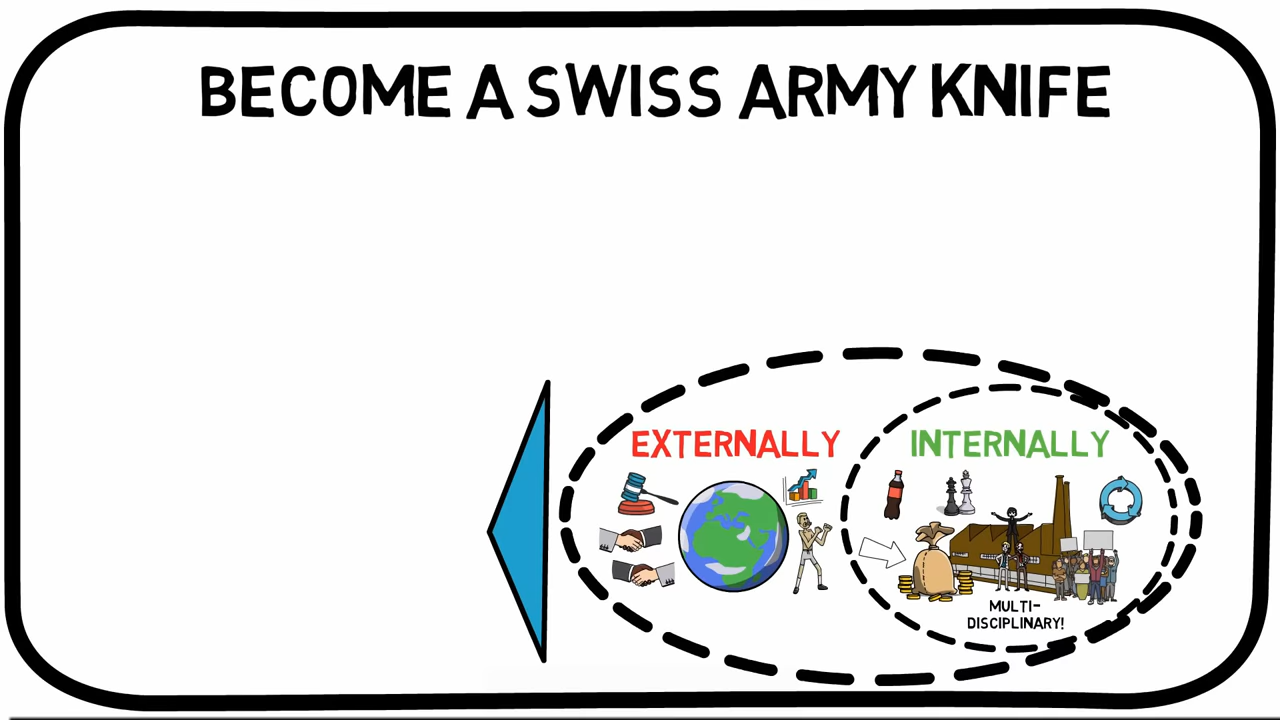 BECOME A SWISS ARMY KNIFE
EXTERNALLY
INTERNALLY
MULTI-
DISCIPLINARY!